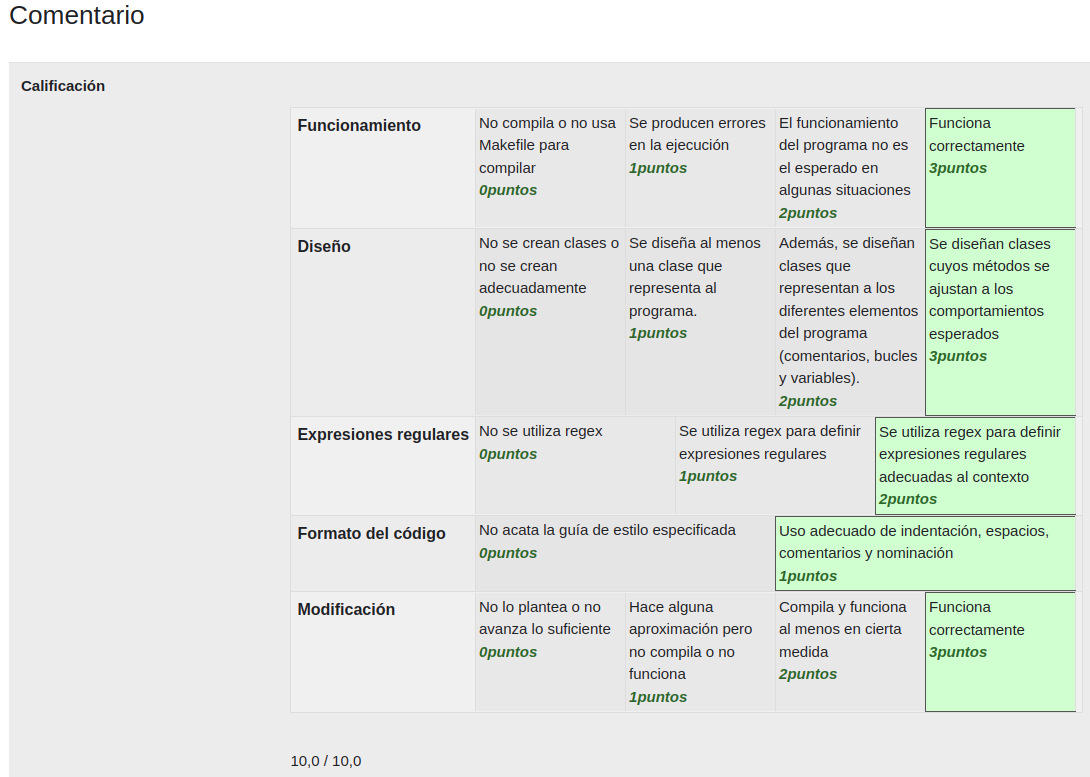 Comentario
Calificación
Funcionamiento
No compila o no usa
Makefile para
compilar
0puntos
Se producen errores
en la ejecución
1puntos
El funcionamiento
del programa no es
el esperado en
algunas situaciones
2puntos
Funciona
correctamente
3puntos
Diseño
No se crean clases o
no se crean
adecuadamente
0puntos
Se diseña al menos
una clase que
representa al
programa.
1puntos
Además, se diseñan
clases que
representan a los
diferentes elementos
del programa
(comentarios, bucles
y variables).
2puntos
Se diseñan clases
cuyos métodos se
ajustan a los
comportamientos
esperados
3puntos
Expresiones regulares
No se utiliza regex
0puntos
Se utiliza regex para definir
expresiones regulares
1puntos
Se utiliza regex para definir
expresiones regulares
adecuadas al contexto
2puntos
Formato del código
No acata la guía de estilo especificada
0puntos
Uso adecuado de indentación, espacios,
comentarios y nominación
1puntos
Modificación
No lo plantea o no
avanza lo suficiente
0puntos
Hace alguna
aproximación pero
no compila o no
funciona
1puntos
Compila y funciona
al menos en cierta
medida
2puntos
Funciona
correctamente
3puntos
10,0 / 10,0